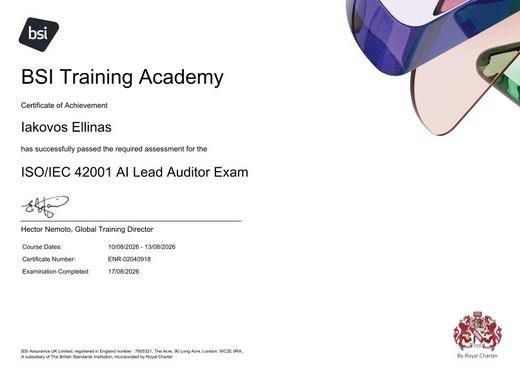 bsi
BSI Training Academy
Certificate of Achievement
Iakovos Ellinas
has successfully passed the required assessment for the
ISO/IEC 42001 AI Lead Auditor Exam
Hector Nemoto, Global Training Director
Course Dates: 10/08/2026 - 13/08/2026
Certificate Number: ENR-02040918
Examination Completed: 17/08/2026
BSI Assurance UK Limited, registered in England number : 7805321, The Acre, 90 Long Acre, London, WC2E 9RA.
A subsidiary of The British Standards Institution, Incorporated by Royal Charter.
By Royal Charter